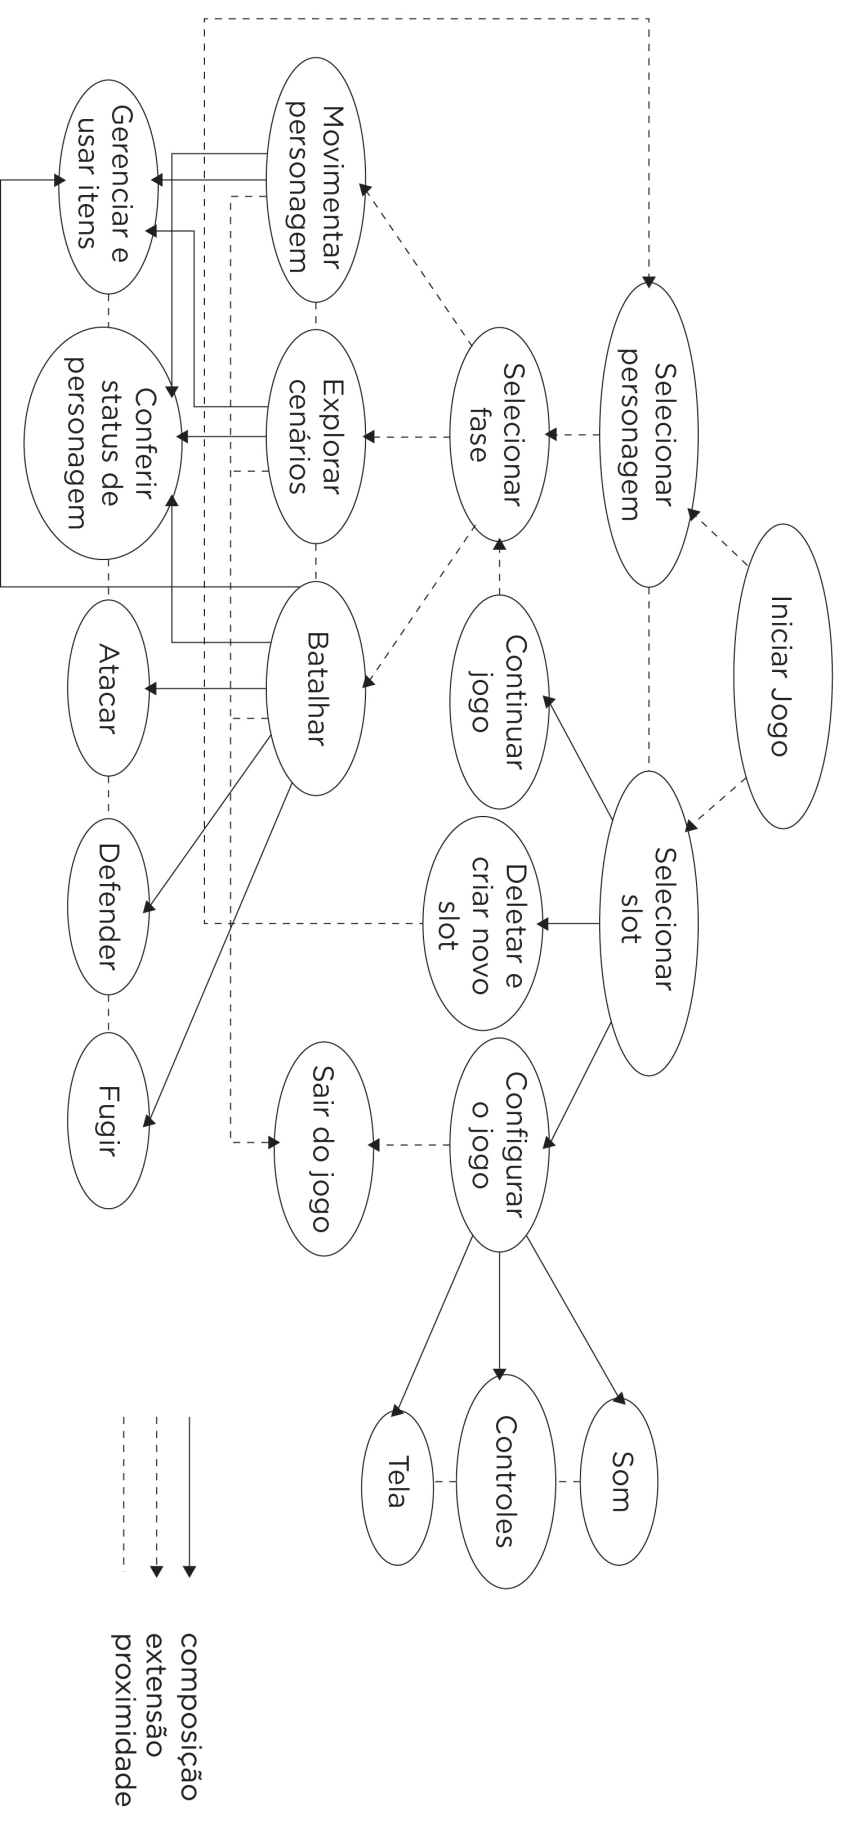 Iniciar Jogo
Selecionar
personagem
Selecionar
slot
Selecionar
fase
Continuar
jogo
Deletar e
criar novo
slot
Configurar
o jogo
Som
Controles
Tela
Movimentar
personagem
Explorar
cenários
Batalhar
Sair do jogo
Gerenciar e
usar itens
Conferir
status de
personagem
Atacar
Defender
Fugir
composição
extensão
proximidade